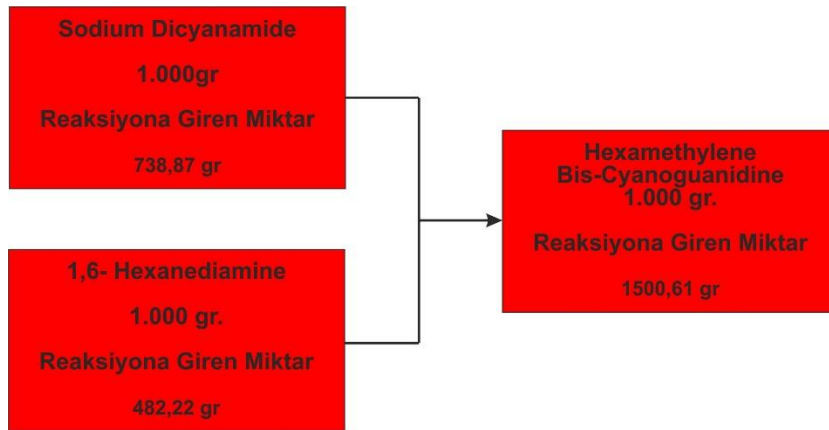 Sodium Dicyanamide
1.000gr
Reaksiyona Giren Miktar
738,87 gr
1,6- Hexanediamine
1.000 gr.
Reaksiyona Giren Miktar
482,22 gr
Hexamethylene
Bis-Cyanoguanidine
1.000 gr.
Reaksiyona Giren Miktar
1500,61 gr